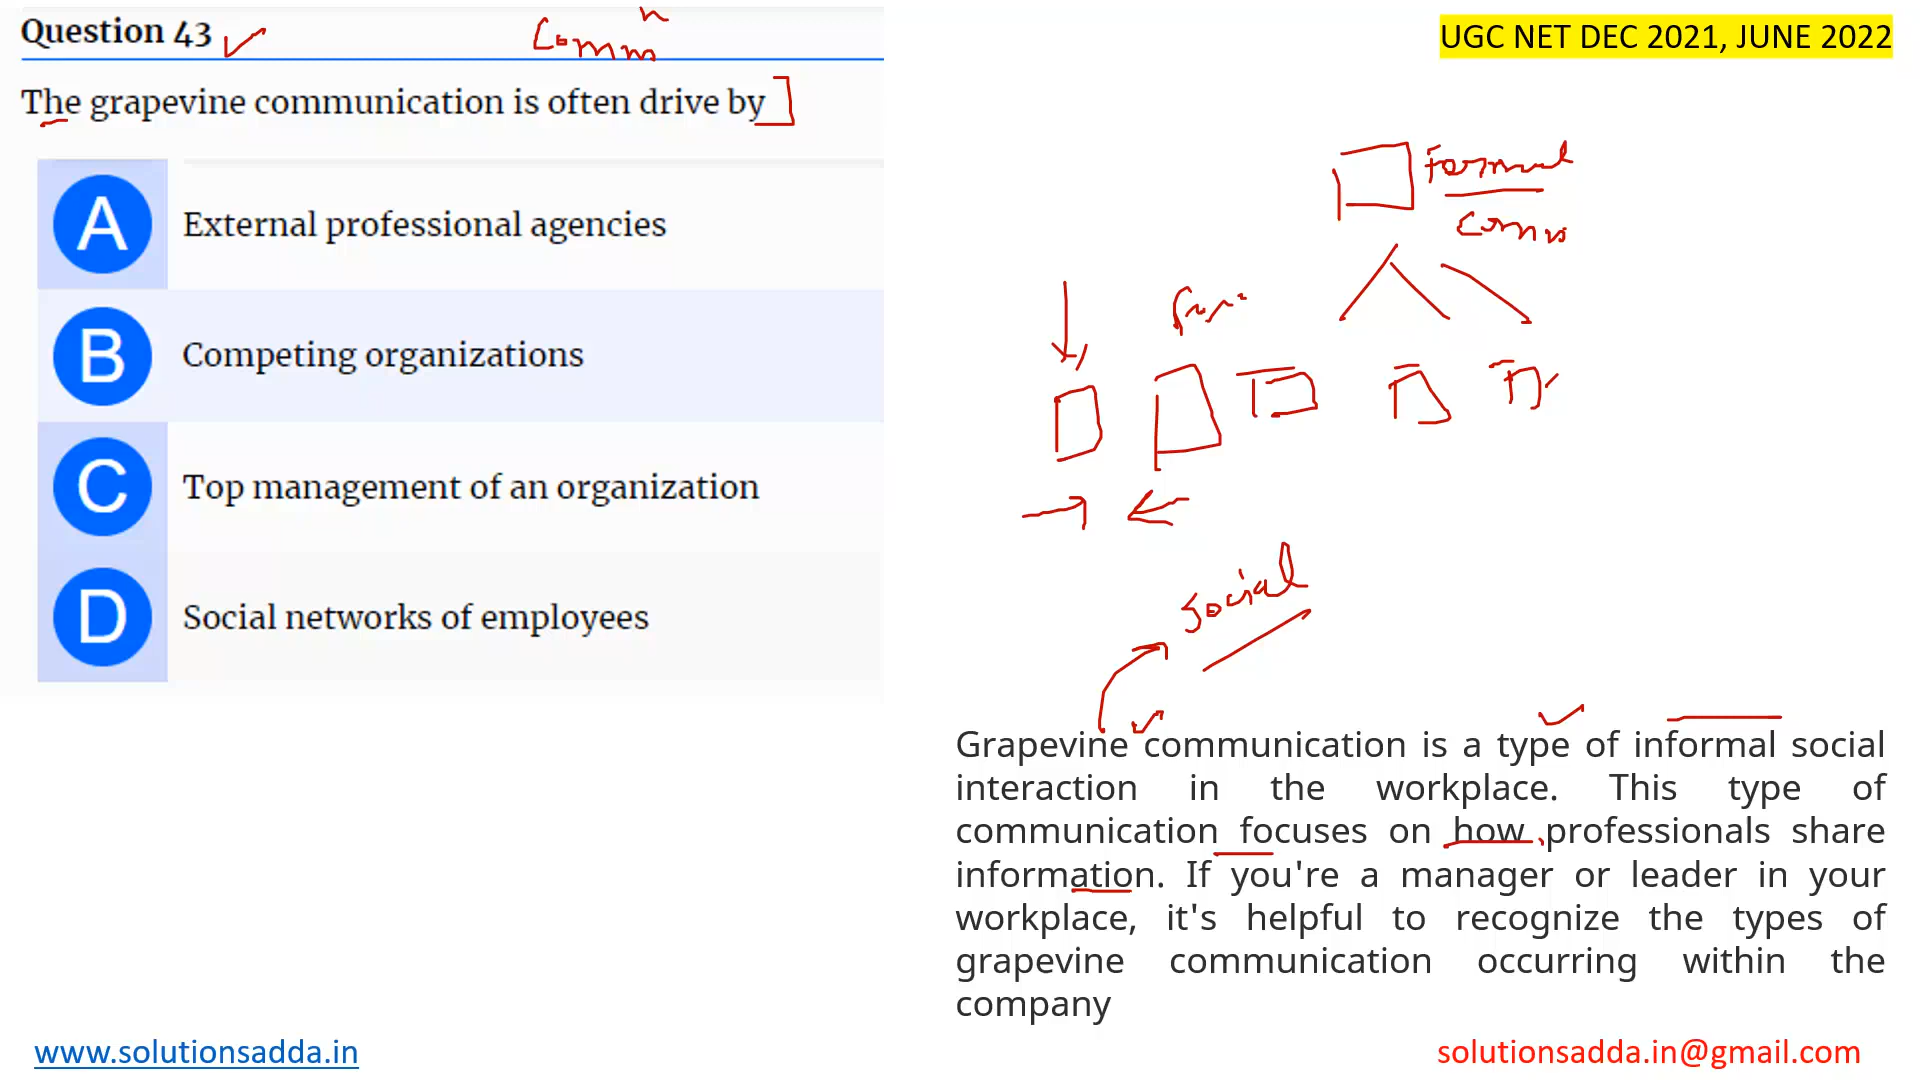 Question 43
Commn
UGC NET DEC 2021, JUNE 2022
The grapevine communication is often drive by
A External professional agencies
B Competing organizations
C Top management of an organization
D Social networks of employees
Formal
Social
Grapevine communication is a type of informal social
interaction in the workplace. This type of
communication focuses on how professionals share
information. If you're a manager or leader in your
workplace, it's helpful to recognize the types of
grapevine communication occurring within the
company
www.solutionsadda.in
solutionsadda.in@gmail.com